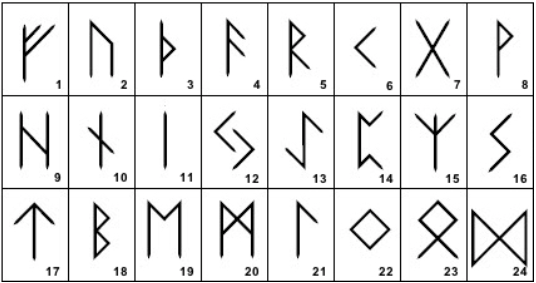 ᚠ ᚢ ᚦ ᚨ ᚱ ᚲ ᚷ ᚹ
1 2 3 4 5 6 7 8
ᚺ ᚾ ᛁ ᛃ ᛇ ᛈ ᛉ ᛊ
9 10 11 12 13 14 15 16
ᛏ ᛒ ᛖ ᛗ ᛚ ᛜ ᛟ ᛞ
17 18 19 20 21 22 23 24